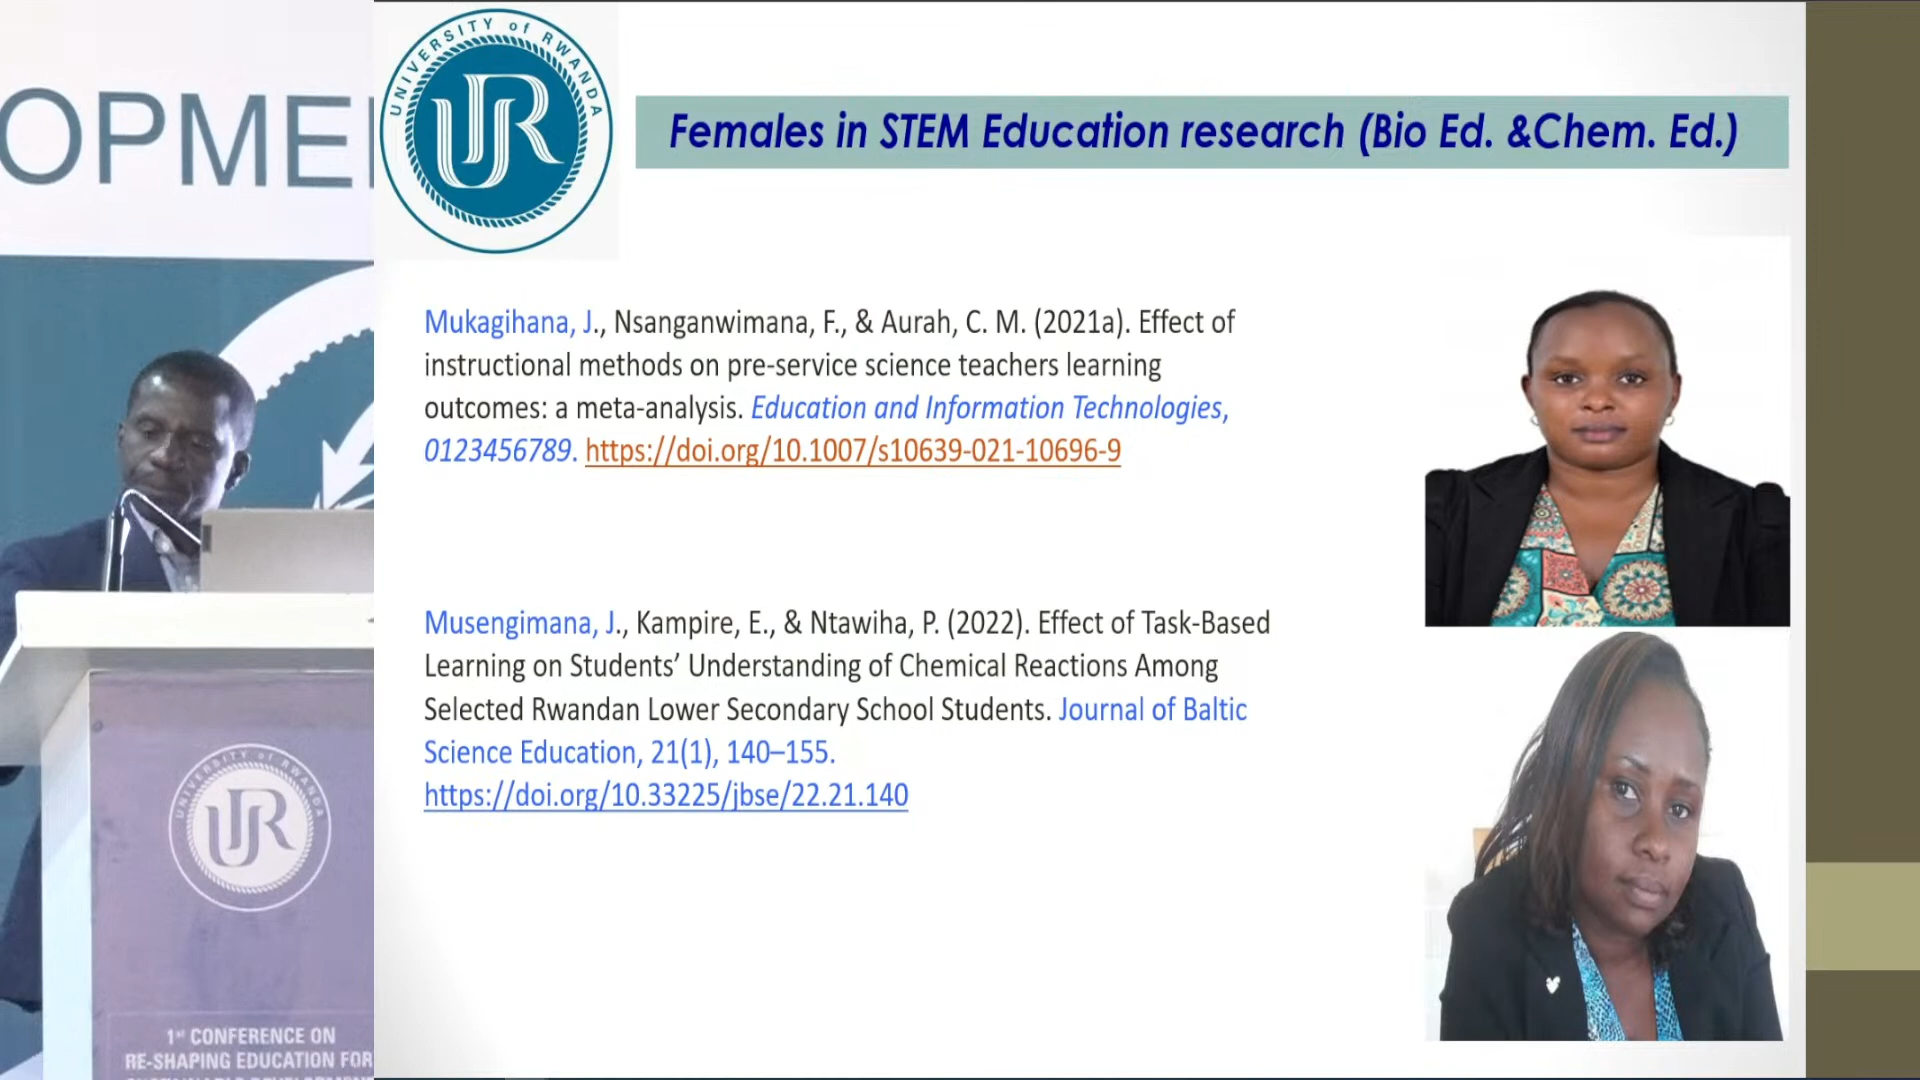 OPME
UNIVERSITY of RWANDA
UR
Females in STEM Education research (Bio Ed. &Chem. Ed.)
Mukagihana, J., Nsanganwimana, F., & Aurah, C. M. (2021a). Effect of
instructional methods on pre-service science teachers learning
outcomes: a meta-analysis. Education and Information Technologies,
0123456789. https://doi.org/10.1007/s10639-021-10696-9
Musengimana, J., Kampire, E., & Ntawiha, P. (2022). Effect of Task-Based
Learning on Students’ Understanding of Chemical Reactions Among
Selected Rwandan Lower Secondary School Students. Journal of Baltic
Science Education, 21(1), 140–155.
https://doi.org/10.33225/jbse/22.21.140
UNIVERSITY of RWANDA
UR
1st CONFERENCE ON
RE-SHAPING EDUCATION FOR